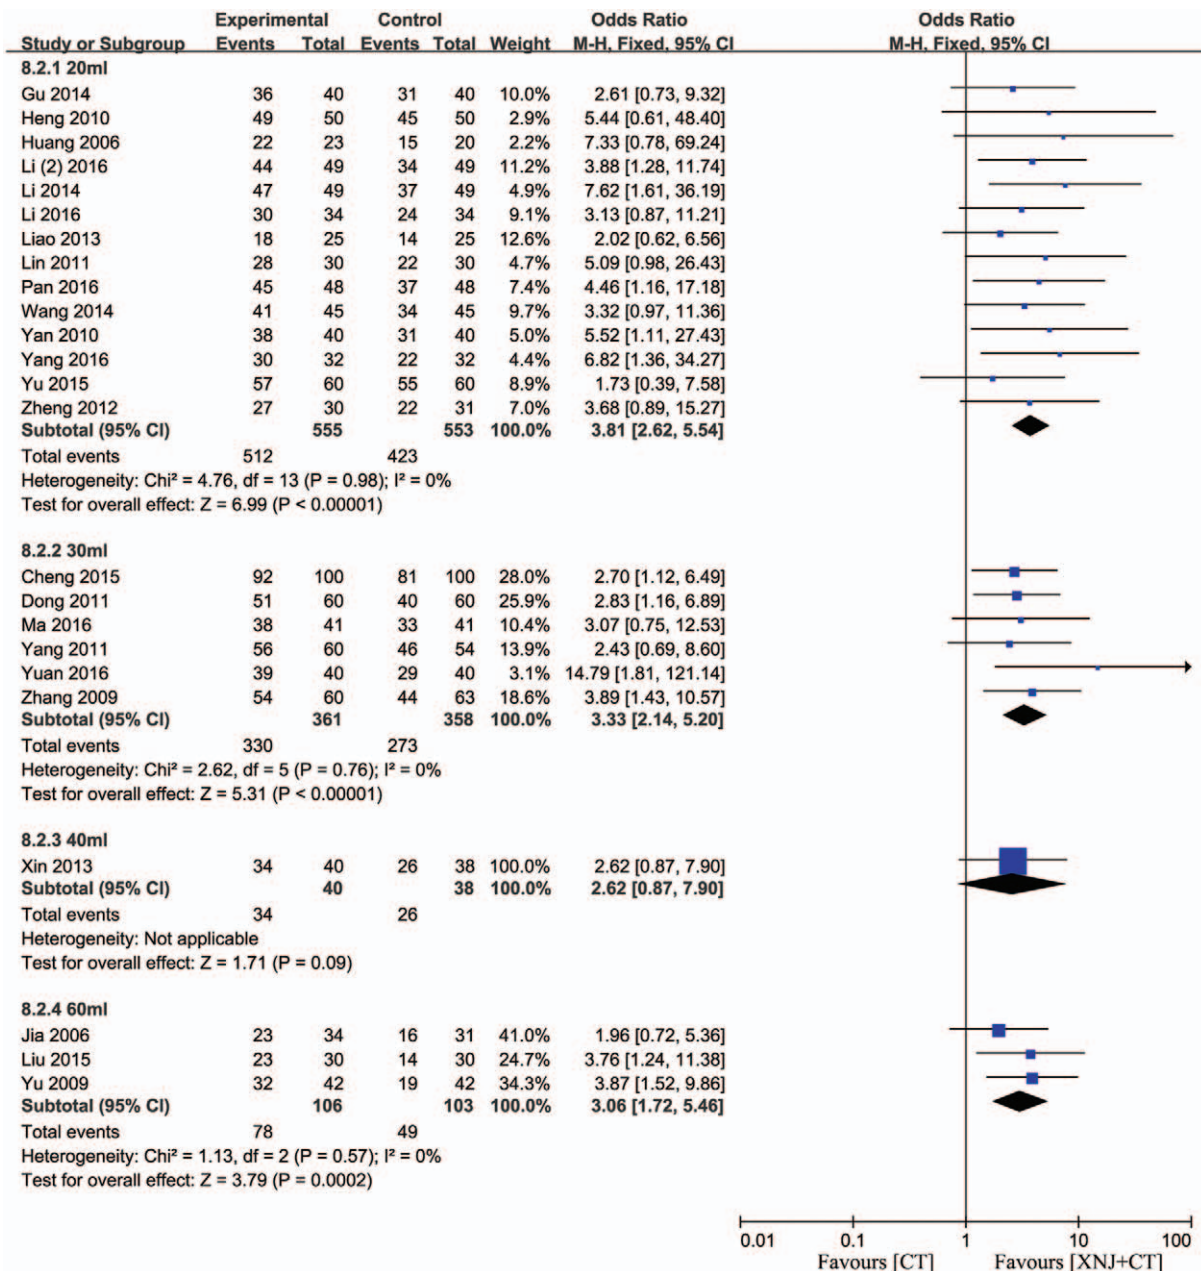 Experimental Control Odds Ratio Odds Ratio
Study or Subgroup Events Total Events Total Weight M-H, Fixed, 95% CI M-H, Fixed, 95% CI
8.2.1 20ml
Gu 2014 36 40 31 40 10.0% 2.61 [0.73, 9.32]
Heng 2010 49 50 45 50 2.9% 5.44 [0.61, 48.40]
Huang 2006 22 23 15 20 2.2% 7.33 [0.78, 69.24]
Li (2) 2016 44 49 34 49 11.2% 3.88 [1.28, 11.74]
Li 2014 47 49 37 49 4.9% 7.62 [1.61, 36.19]
Li 2016 30 34 24 34 9.1% 3.13 [0.87, 11.21]
Liao 2013 18 25 14 25 12.6% 2.02 [0.62, 6.56]
Lin 2011 28 30 22 30 4.7% 5.09 [0.98, 26.43]
Pan 2016 45 48 37 48 7.4% 4.46 [1.16, 17.18]
Wang 2014 41 45 34 45 9.7% 3.32 [0.97, 11.36]
Yan 2010 38 40 31 40 5.0% 5.52 [1.11, 27.43]
Yang 2016 30 32 22 32 4.4% 6.82 [1.36, 34.27]
Yu 2015 57 60 55 60 8.9% 1.73 [0.39, 7.58]
Zheng 2012 27 30 22 31 7.0% 3.68 [0.89, 15.27]
Subtotal (95% CI) 555 553 100.0% 3.81 [2.62, 5.54]
Total events 512 423
Heterogeneity: Chi² = 4.76, df = 13 (P = 0.98); I² = 0%
Test for overall effect: Z = 6.99 (P < 0.00001)
8.2.2 30ml
Cheng 2015 92 100 81 100 28.0% 2.70 [1.12, 6.49]
Dong 2011 51 60 40 60 25.9% 2.83 [1.16, 6.89]
Ma 2016 38 41 33 41 10.4% 3.07 [0.75, 12.53]
Yang 2011 56 60 46 54 13.9% 2.43 [0.69, 8.60]
Yuan 2016 39 40 29 40 3.1% 14.79 [1.81, 121.14]
Zhang 2009 54 60 44 63 18.6% 3.89 [1.43, 10.57]
Subtotal (95% CI) 361 358 100.0% 3.33 [2.14, 5.20]
Total events 330 273
Heterogeneity: Chi² = 2.62, df = 5 (P = 0.76); I² = 0%
Test for overall effect: Z = 5.31 (P < 0.00001)
8.2.3 40ml
Xin 2013 34 40 26 38 100.0% 2.62 [0.87, 7.90]
Subtotal (95% CI) 40 38 100.0% 2.62 [0.87, 7.90]
Total events 34 26
Heterogeneity: Not applicable
Test for overall effect: Z = 1.71 (P = 0.09)
8.2.4 60ml
Jia 2006 23 34 16 31 41.0% 1.96 [0.72, 5.36]
Liu 2015 23 30 14 30 24.7% 3.76 [1.24, 11.38]
Yu 2009 32 42 19 42 34.3% 3.87 [1.52, 9.86]
Subtotal (95% CI) 106 103 100.0% 3.06 [1.72, 5.46]
Total events 78 49
Heterogeneity: Chi² = 1.13, df = 2 (P = 0.57); I² = 0%
Test for overall effect: Z = 3.79 (P = 0.0002)
0.01 0.1 1 10 100
Favours [CT] Favours [XNJ+CT]